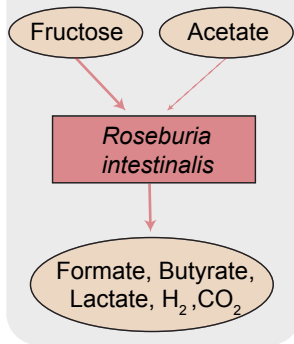 Fructose
Acetate
Roseburia
intestinalis
Formate, Butyrate,
Lactate, H₂ ,CO₂